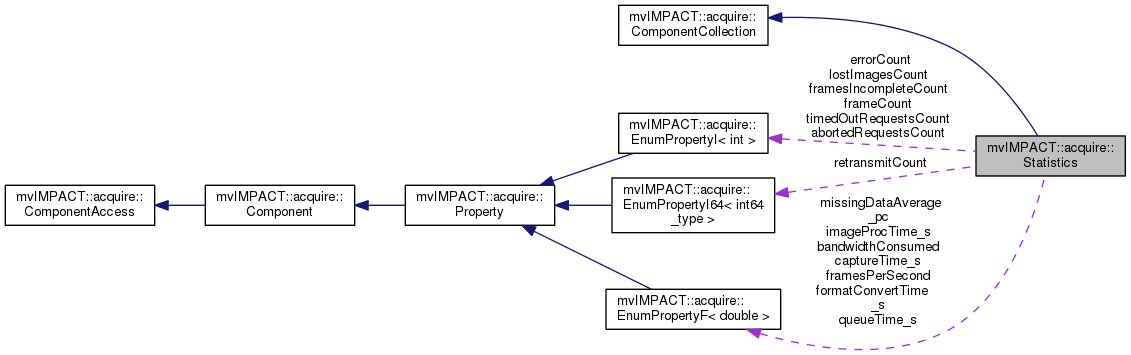 mvIMPACT::acquire::
ComponentCollection
errorCount
lostImagesCount
framesIncompleteCount
frameCount
timedOutRequestsCount
abortedRequestsCount
mvIMPACT::acquire::
EnumPropertyI< int >
mvIMPACT::acquire::
Statistics
retransmitCount
mvIMPACT::acquire::
ComponentAccess
mvIMPACT::acquire::
Component
mvIMPACT::acquire::
Property
mvIMPACT::acquire::
EnumPropertyI64< int64
_type >
missingDataAverage
_pc
imageProcTime_s
bandwidthConsumed
captureTime_s
framesPerSecond
formatConvertTime
_s
queueTime_s
mvIMPACT::acquire::
EnumPropertyF< double >